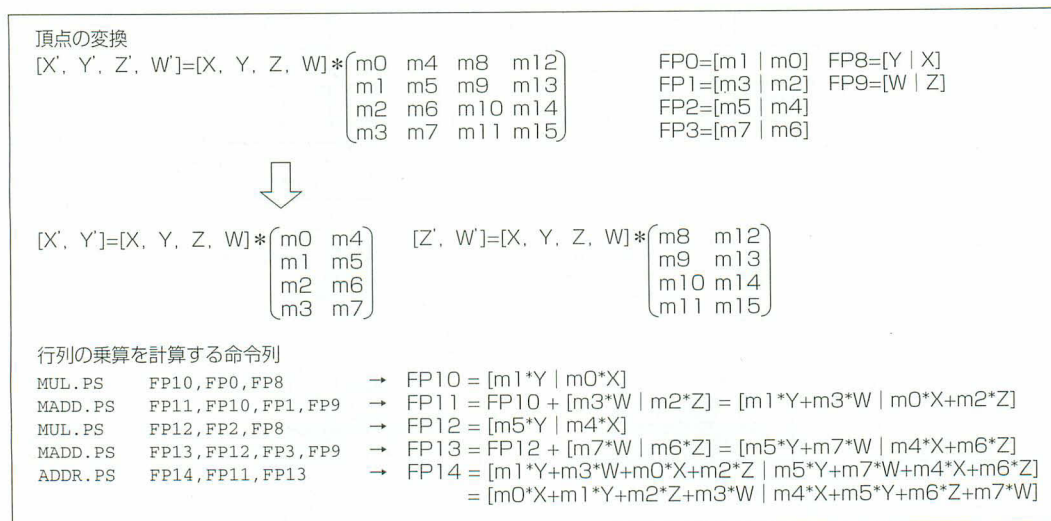 頂点の変換
[X', Y', Z', W']=[X, Y, Z, W]*(m0 m4 m8 m12 FP0=[m1 | m0] FP8=[Y | X]
m1 m5 m9 m13 FP1=[m3 | m2] FP9=[W | Z]
m2 m6 m10 m14 FP2=[m5 | m4]
m3 m7 m11 m15) FP3=[m7 | m6]
[X', Y']=[X, Y, Z, W]*(m0 m4 [Z', W']=[X, Y, Z, W]*(m8 m12
m1 m5 m9 m13
m2 m6 m10 m14
m3 m7) m11 m15)
行列の乗算を計算する命令列
MUL.PS FP10,FP0,FP8 → FP10 = [m1*Y | m0*X]
MADD.PS FP11,FP10,FP1,FP9 → FP11 = FP10 + [m3*W | m2*Z] = [m1*Y+m3*W | m0*X+m2*Z]
MUL.PS FP12,FP2,FP8 → FP12 = [m5*Y | m4*X]
MADD.PS FP13,FP12,FP3,FP9 → FP13 = FP12 + [m7*W | m6*Z] = [m5*Y+m7*W | m4*X+m6*Z]
ADDR.PS FP14,FP11,FP13 → FP14 = [m1*Y+m3*W+m0*X+m2*Z | m5*Y+m7*W+m4*X+m6*Z]
= [m0*X+m1*Y+m2*Z+m3*W | m4*X+m5*Y+m6*Z+m7*W]